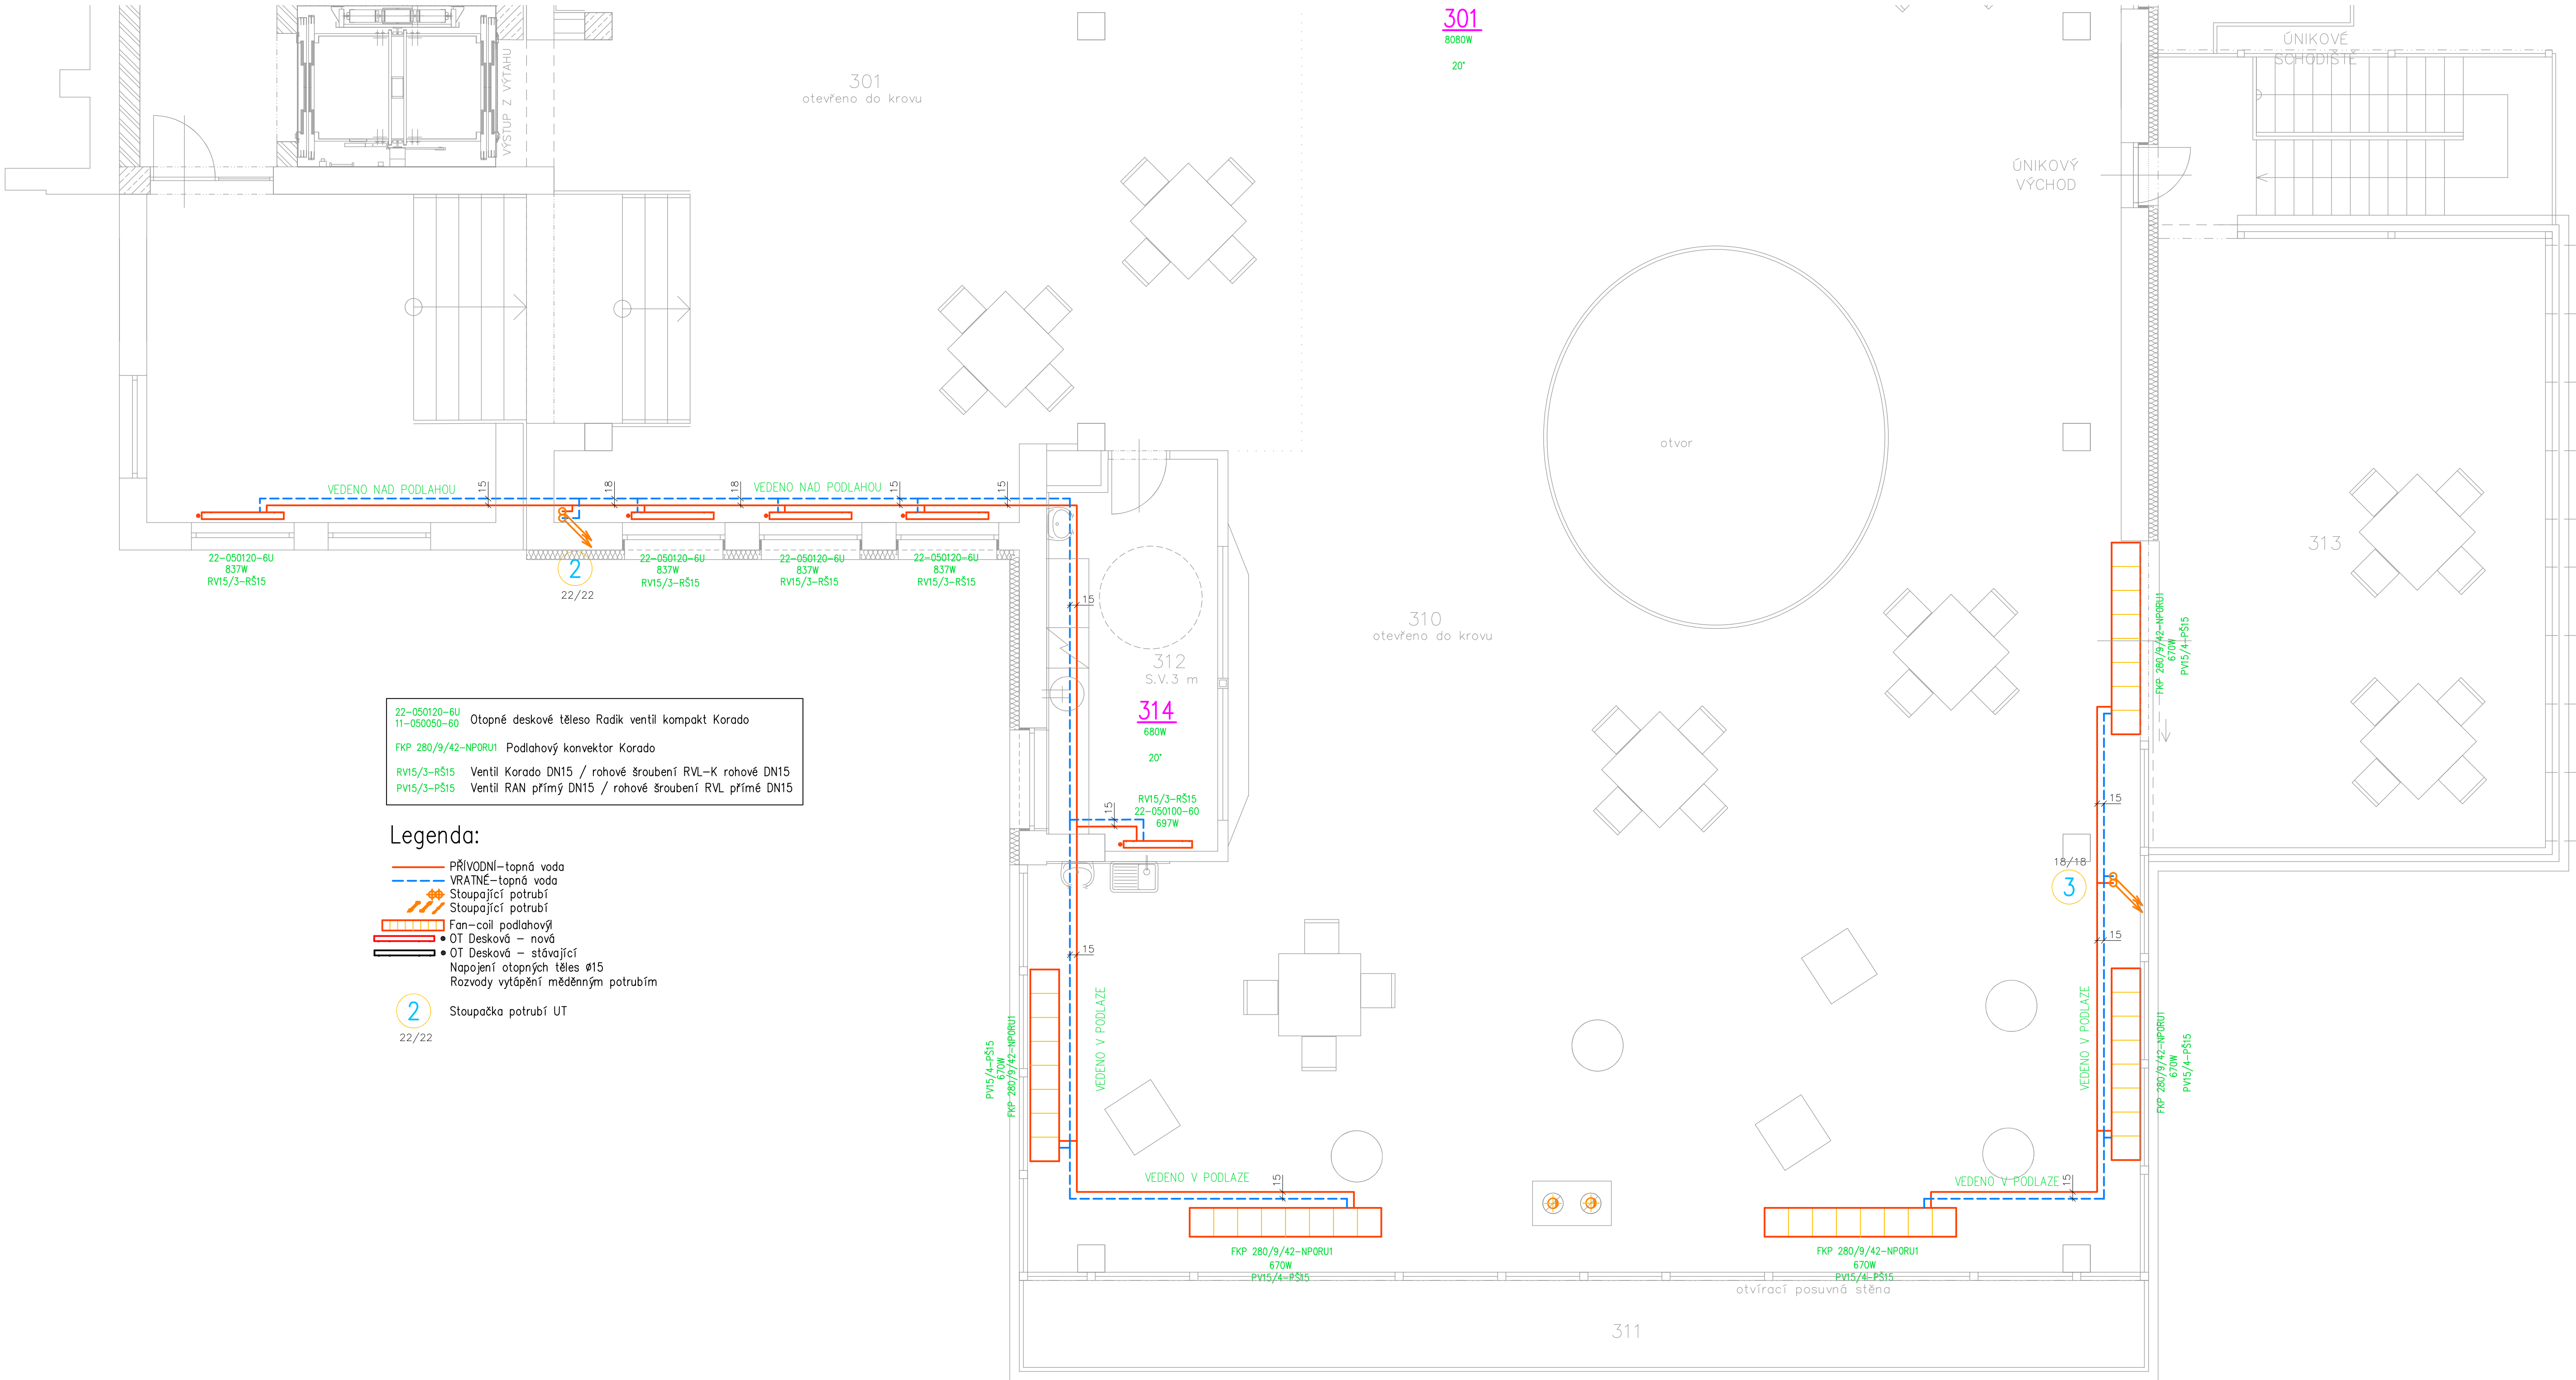 301
8080W
20°
ÚNIKOVÉ
SCHODIŠTĚ
VÝSTUP Z VÝTAHU
301
otevřeno do krovu
ÚNIKOVÝ
VÝCHOD
otvor
VEDENO NAD PODLAHOU
15
18
18
VEDENO NAD PODLAHOU
15
15
22-050120-6U
837W
RV15/3-RŠ15
2
22/22
22-050120-6U
837W
RV15/3-RŠ15
22-050120-6U
837W
RV15/3-RŠ15
22-050120-6U
837W
RV15/3-RŠ15
15
310
otevřeno do krovu
313
FKP 280/9/42-NP0RU1
670W
PV15/4-PŠ15
312
S.V.3 m
314
680W
20°
RV15/3-RŠ15
22-050100-60
697W
15
15
22-050120-6U
11-050050-60
Otopné deskové těleso Radik ventil kompakt Korado
FKP 280/9/42-NP0RU1 Podlahový konvektor Korado
RV15/3-RŠ15 Ventil Korado DN15 / rohové šroubení RVL-K rohové DN15
PV15/3-PŠ15 Ventil RAN přímý DN15 / rohové šroubení RVL přímé DN15
Legenda:
PŘÍVODNÍ-topná voda
VRATNÉ-topná voda
Stoupající potrubí
Stoupající potrubí
Fan-coil podlahovýl
OT Desková - nová
OT Desková - stávající
Napojení otopných těles ø15
Rozvody vytápění měděnným potrubím
2
Stoupačka potrubí UT
22/22
18/18
3
15
15
VEDENO V PODLAZE
PV15/4-PŠ15
670W
FKP 280/9/42-NP0RU1
VEDENO V PODLAZE
FKP 280/9/42-NP0RU1
670W
PV15/4-PŠ15
VEDENO V PODLAZE
15
VEDENO V PODLAZE
15
FKP 280/9/42-NP0RU1
670W
PV15/4-PŠ15
FKP 280/9/42-NP0RU1
670W
PV15/4-PŠ15
otvírací posuvná stěna
311